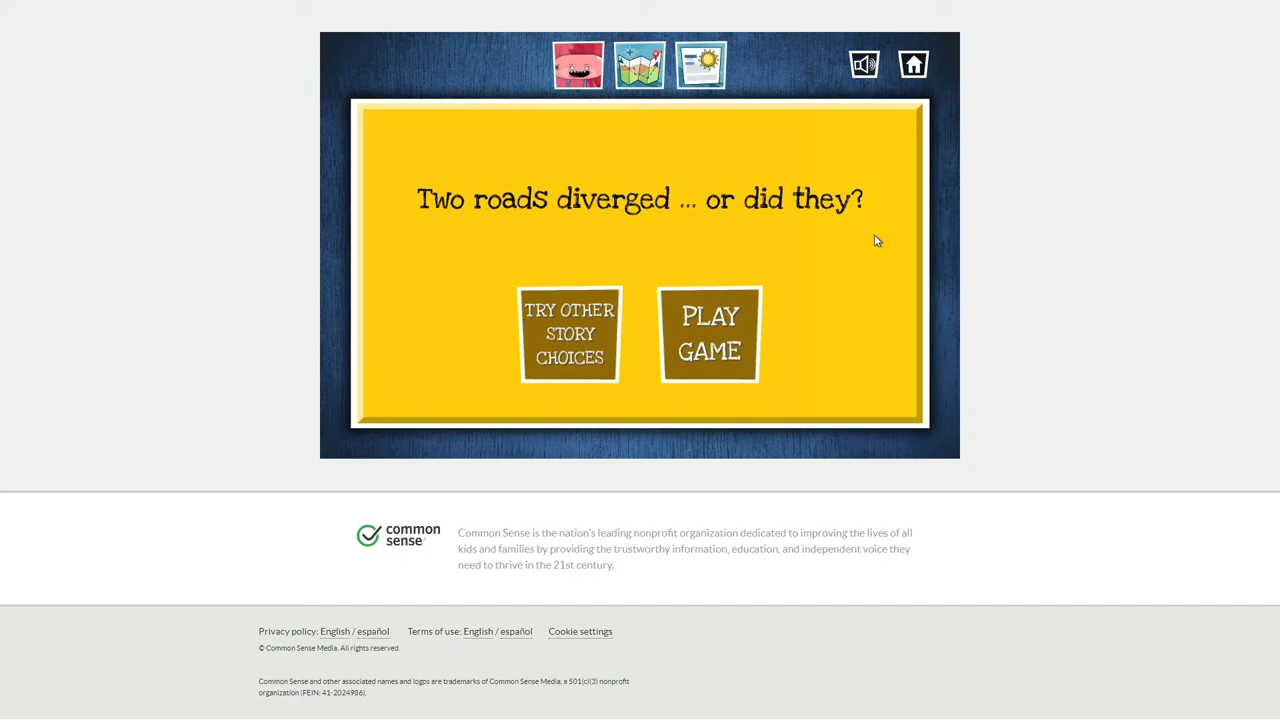 Two roads diverged ... or did they?
TRY OTHER
STORY
CHOICES
PLAY
GAME
common
sense
Common Sense is the nation's leading nonprofit organization dedicated to improving the lives of all
kids and families by providing the trustworthy information, education, and independent voice they
need to thrive in the 21st century.
Privacy policy: English / español Terms of use: English / español Cookie settings
© Common Sense Media. All rights reserved.
Common Sense and other associated names and logos are trademarks of Common Sense Media, a 501(c)(3) nonprofit
organization (FEIN: 41-2024986).